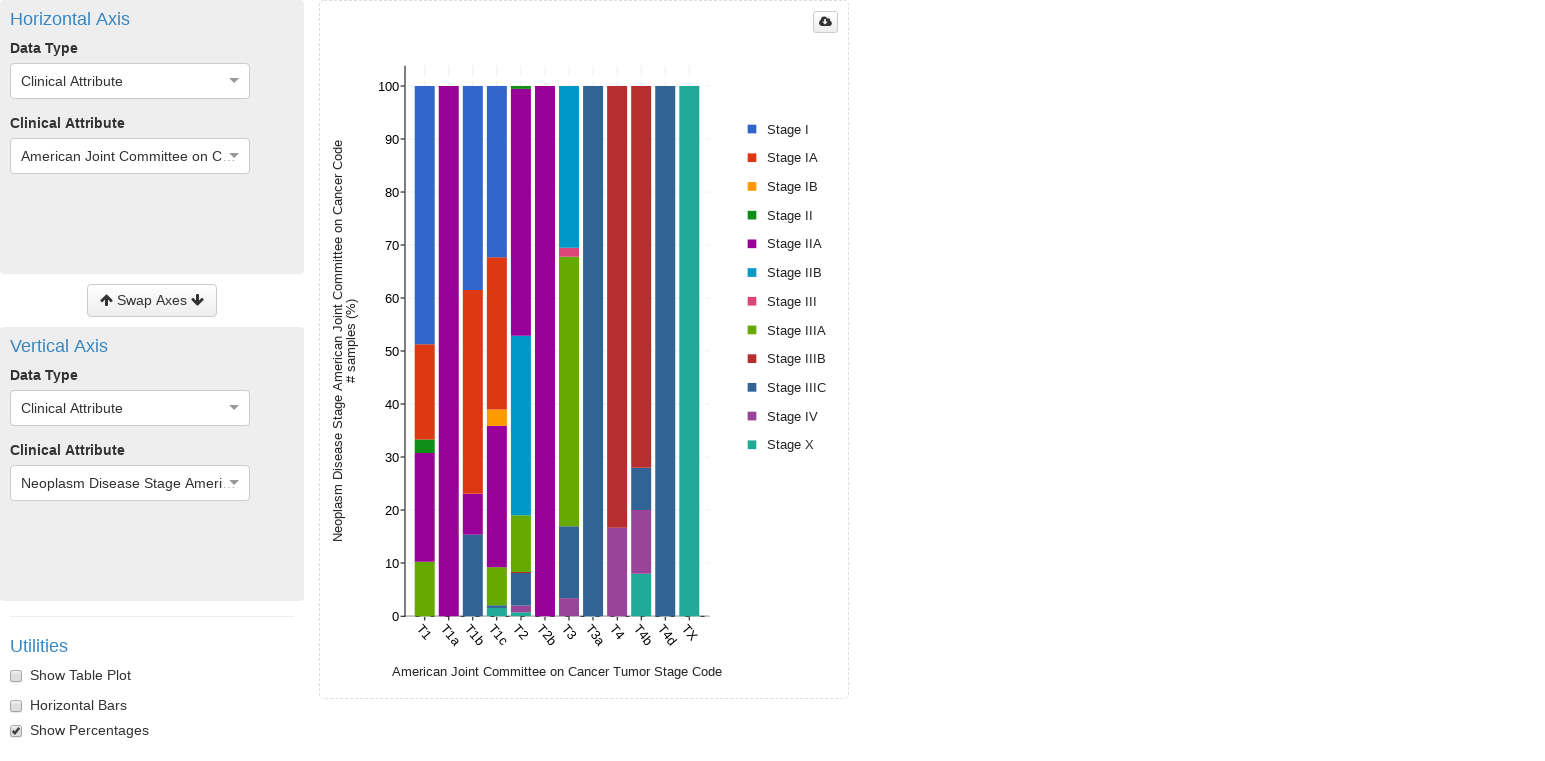 Horizontal Axis
Data Type
Clinical Attribute
Clinical Attribute
American Joint Committee on C...
Swap Axes
Vertical Axis
Data Type
Clinical Attribute
Clinical Attribute
Neoplasm Disease Stage Ameri...
Utilities
Show Table Plot
Horizontal Bars
Show Percentages
Neoplasm Disease Stage American Joint Committee on Cancer Code
# samples (%)
100
90
80
70
60
50
40
30
20
10
0
T1
T1a
T1b
T1c
T2
T2b
T3
T3a
T4
T4b
T4d
TX
American Joint Committee on Cancer Tumor Stage Code
Stage I
Stage IA
Stage IB
Stage II
Stage IIA
Stage IIB
Stage III
Stage IIIA
Stage IIIB
Stage IIIC
Stage IV
Stage X